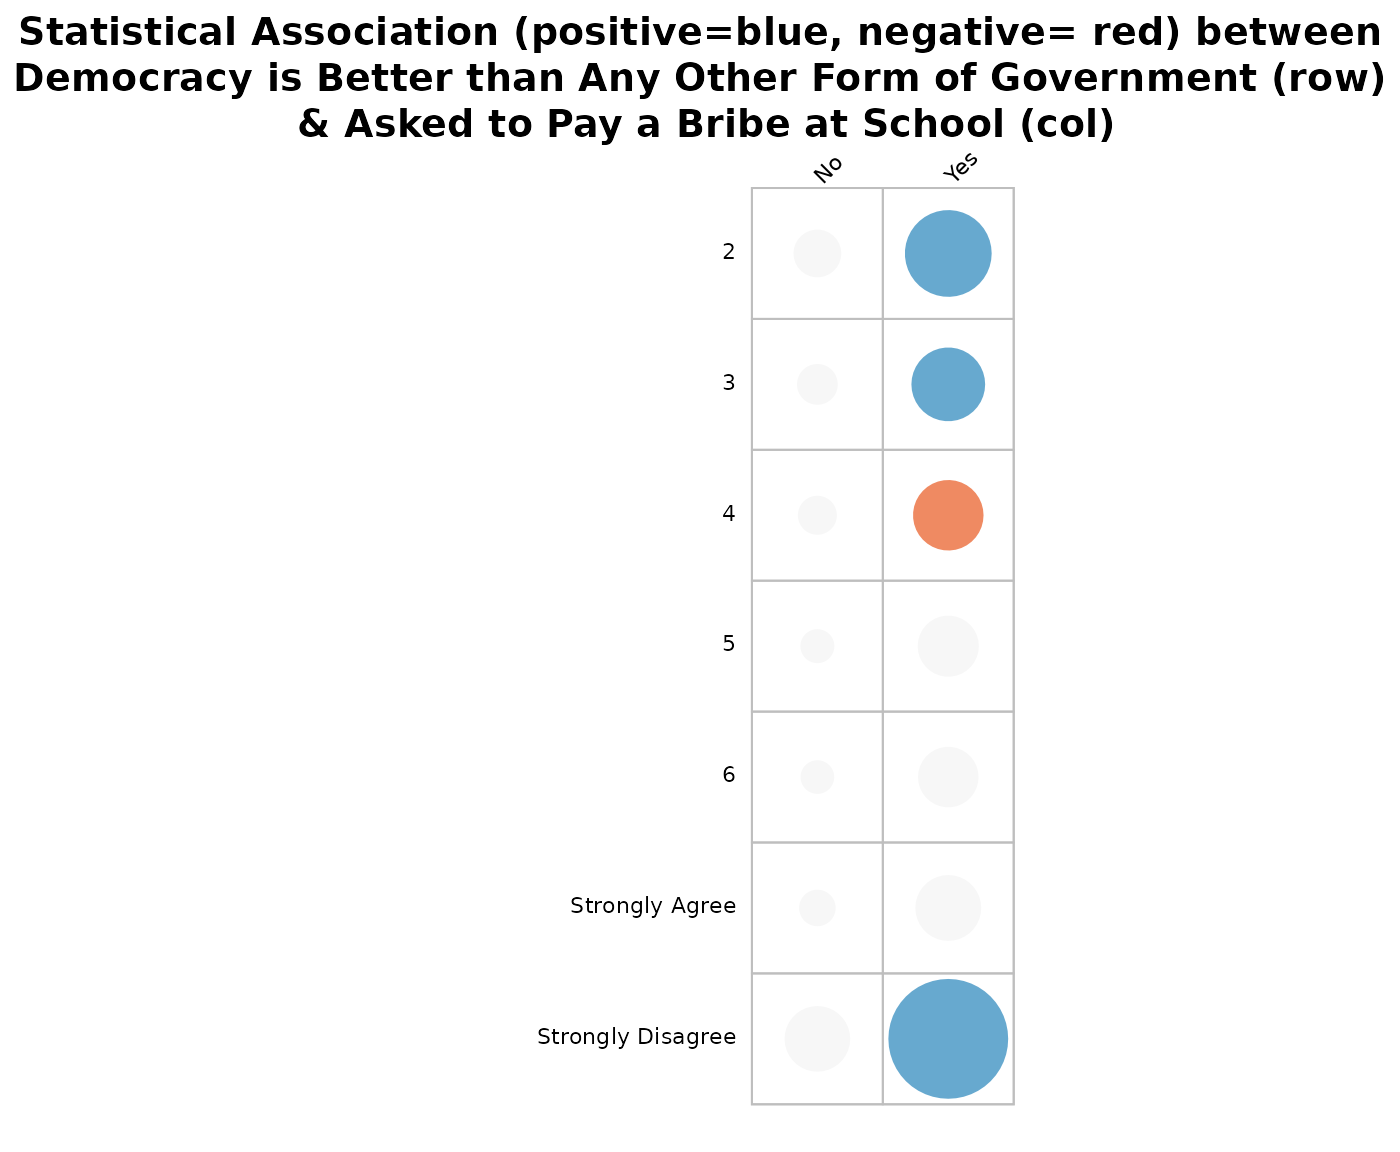 Statistical Association (positive=blue, negative= red) between
Democracy is Better than Any Other Form of Government (row)
& Asked to Pay a Bribe at School (col)
No
Yes
2
3
4
5
6
Strongly Agree
Strongly Disagree